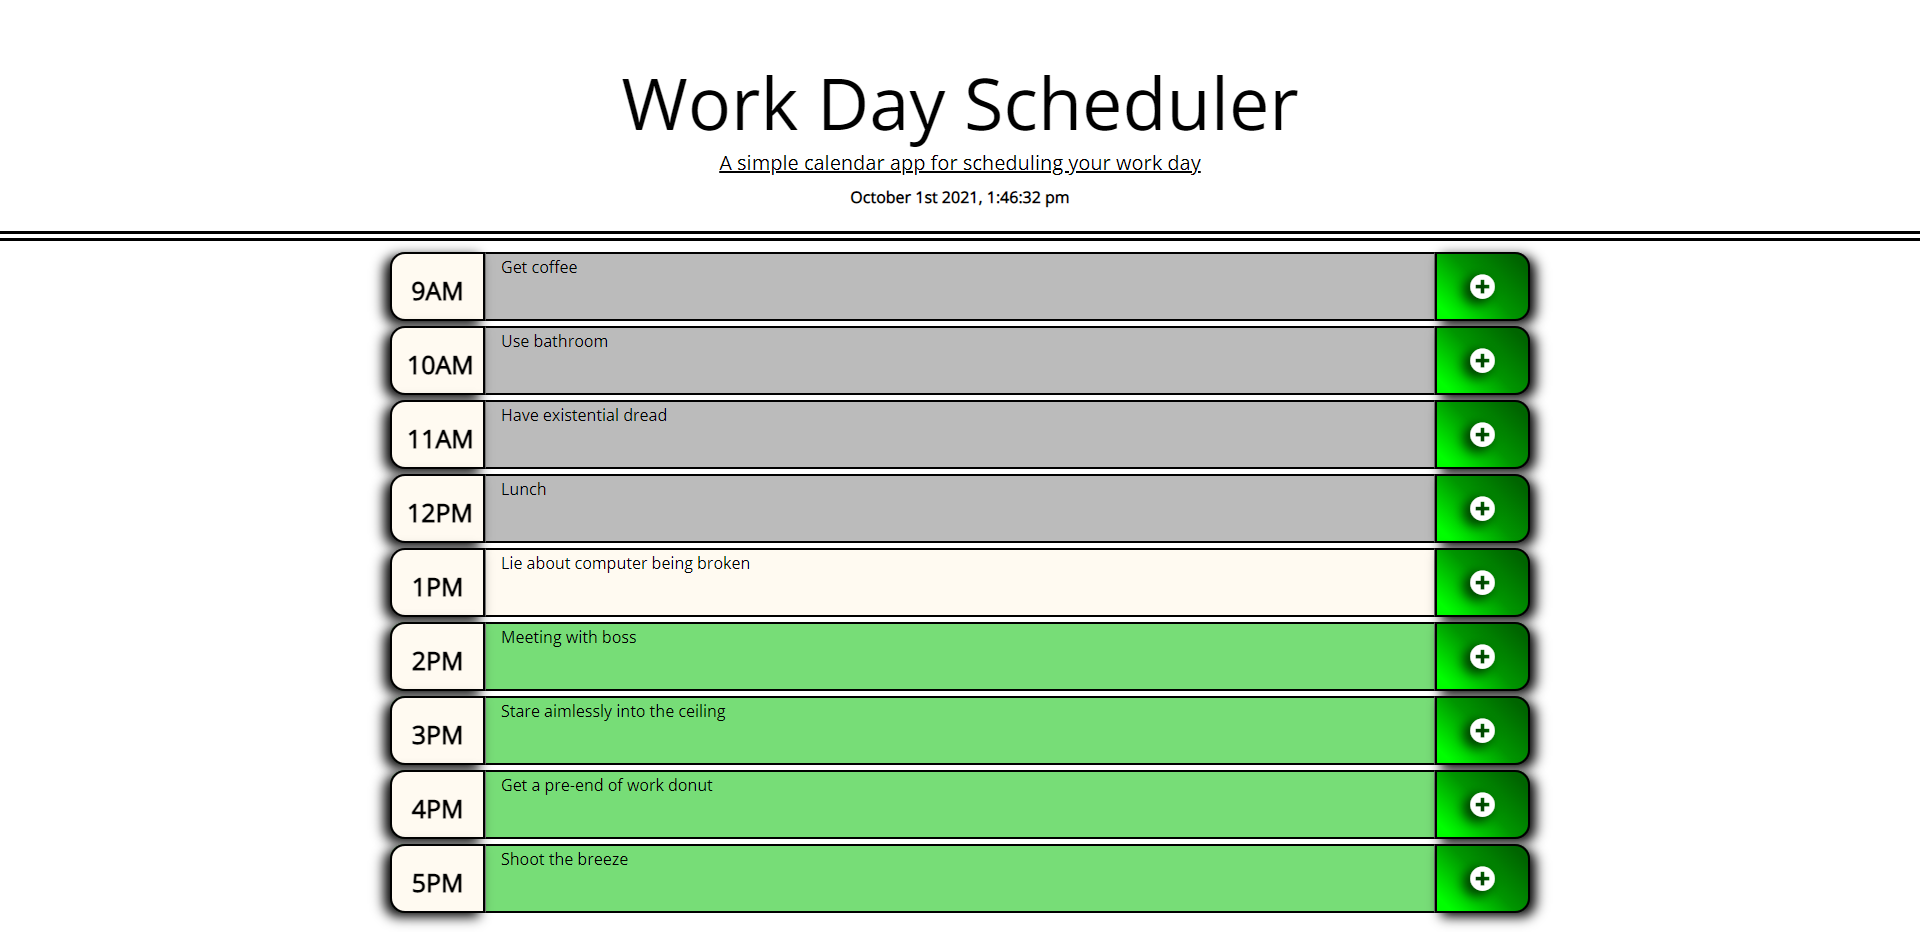 Work Day Scheduler
A simple calendar app for scheduling your work day
October 1st 2021, 1:46:32 pm
9AM Get coffee
10AM Use bathroom
11AM Have existential dread
12PM Lunch
1PM Lie about computer being broken
2PM Meeting with boss
3PM Stare aimlessly into the ceiling
4PM Get a pre-end of work donut
5PM Shoot the breeze